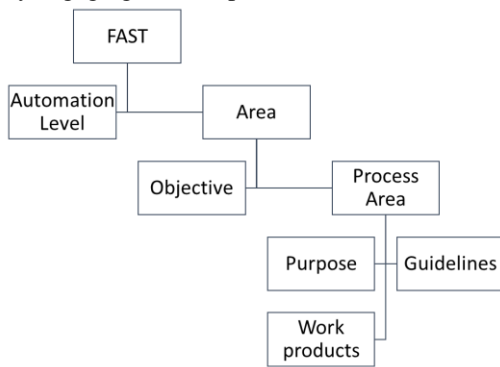 FAST
Automation
Level
Area
Objective
Process
Area
Purpose
Guidelines
Work
products